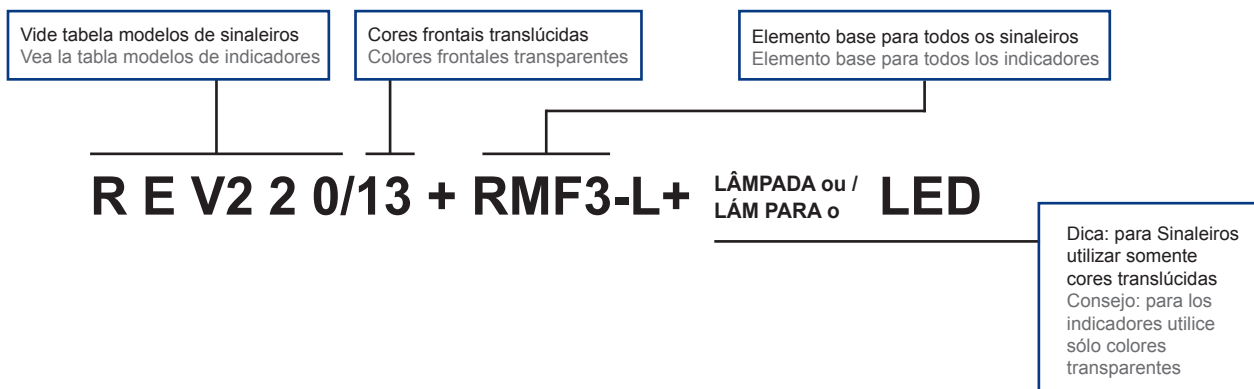 Vide tabela modelos de sinaleiros
Vea la tabla modelos de indicadores
Cores frontais translúcidas
Colores frontales transparentes
Elemento base para todos os sinaleiros
Elemento base para todos los indicadores
R E V2 2 0/13 + RMF3-L+ LÂMPADA ou / LED
LÁM PARA o
Dica: para Sinaleiros
utilizar somente
cores translúcidas
Consejo: para los
indicadores utilice
sólo colores
transparentes